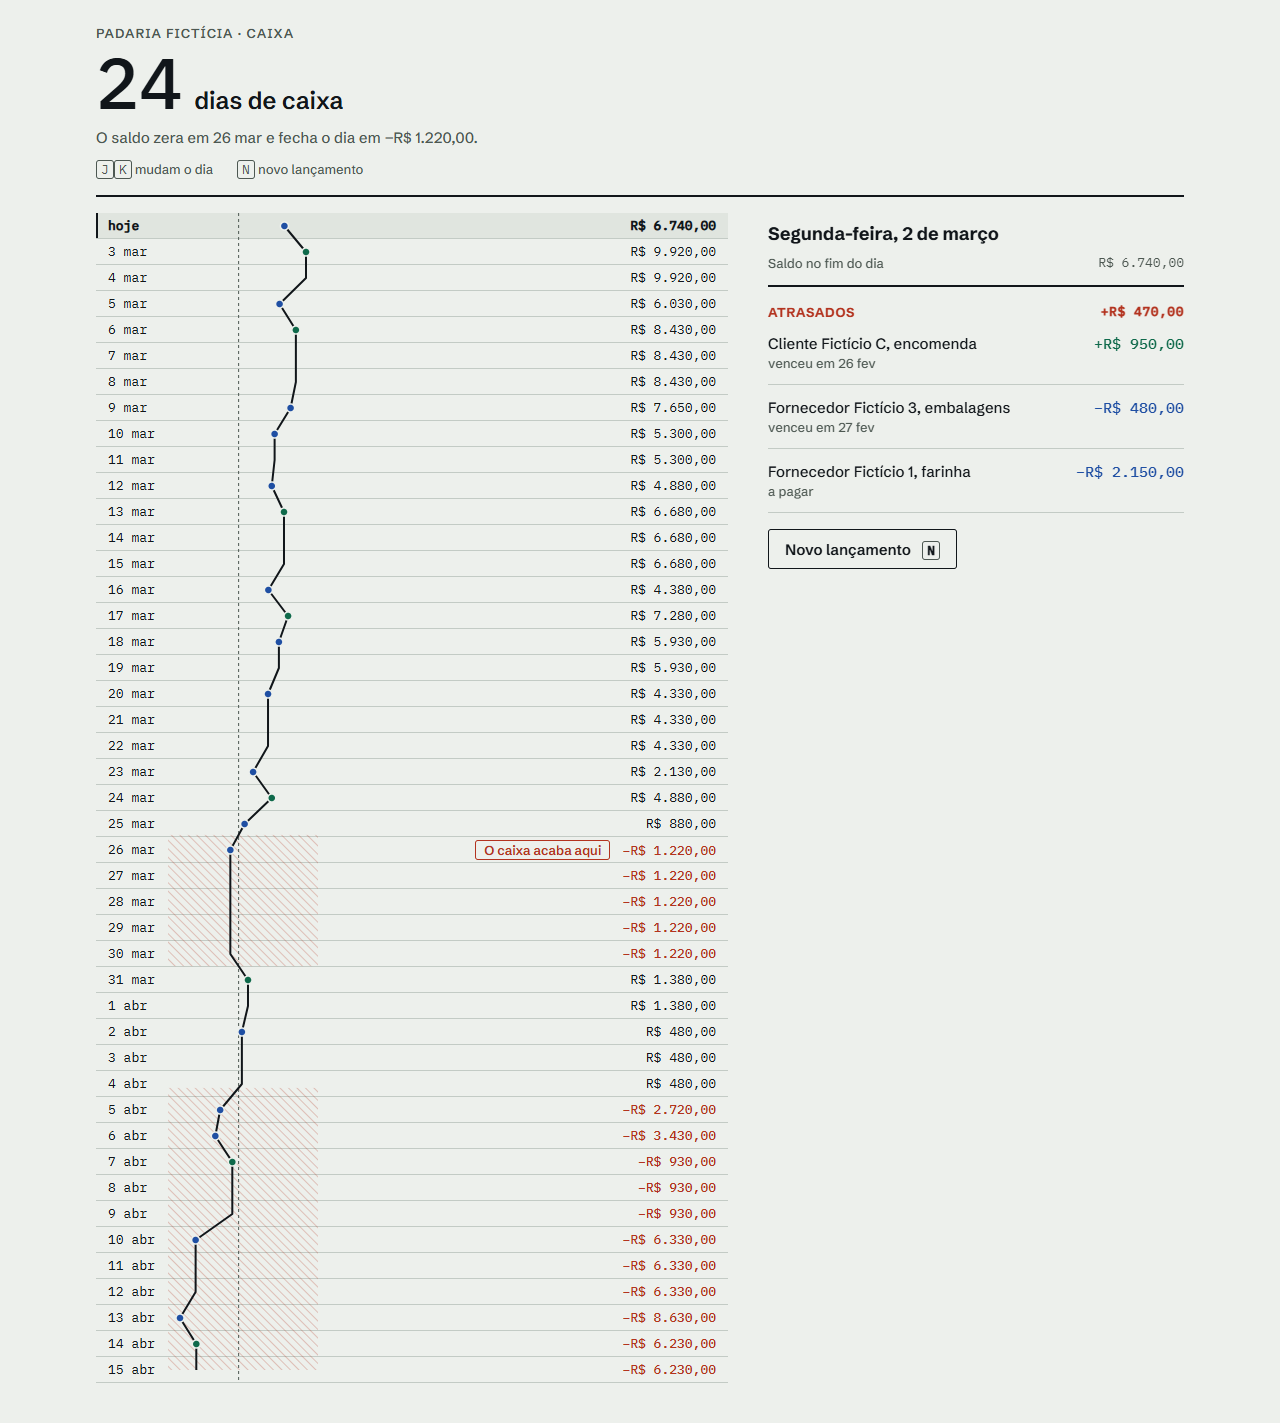 PADARIA FICTÍCIA · CAIXA
24 dias de caixa
O saldo zera em 26 mar e fecha o dia em −R$ 1.220,00.
J K mudam o dia N novo lançamento
hoje R$ 6.740,00
3 mar R$ 9.920,00
4 mar R$ 9.920,00
5 mar R$ 6.030,00
6 mar R$ 8.430,00
7 mar R$ 8.430,00
8 mar R$ 8.430,00
9 mar R$ 7.650,00
10 mar R$ 5.300,00
11 mar R$ 5.300,00
12 mar R$ 4.880,00
13 mar R$ 6.680,00
14 mar R$ 6.680,00
15 mar R$ 6.680,00
16 mar R$ 4.380,00
17 mar R$ 7.280,00
18 mar R$ 5.930,00
19 mar R$ 5.930,00
20 mar R$ 4.330,00
21 mar R$ 4.330,00
22 mar R$ 4.330,00
23 mar R$ 2.130,00
24 mar R$ 4.880,00
25 mar R$ 880,00
26 mar O caixa acaba aqui −R$ 1.220,00
27 mar −R$ 1.220,00
28 mar −R$ 1.220,00
29 mar −R$ 1.220,00
30 mar −R$ 1.220,00
31 mar R$ 1.380,00
1 abr R$ 1.380,00
2 abr R$ 480,00
3 abr R$ 480,00
4 abr R$ 480,00
5 abr −R$ 2.720,00
6 abr −R$ 3.430,00
7 abr −R$ 930,00
8 abr −R$ 930,00
9 abr −R$ 930,00
10 abr −R$ 6.330,00
11 abr −R$ 6.330,00
12 abr −R$ 6.330,00
13 abr −R$ 8.630,00
14 abr −R$ 6.230,00
15 abr −R$ 6.230,00
Segunda-feira, 2 de março
Saldo no fim do dia R$ 6.740,00
ATRASADOS +R$ 470,00
Cliente Fictício C, encomenda +R$ 950,00
venceu em 26 fev
Fornecedor Fictício 3, embalagens −R$ 480,00
venceu em 27 fev
Fornecedor Fictício 1, farinha −R$ 2.150,00
a pagar
Novo lançamento N